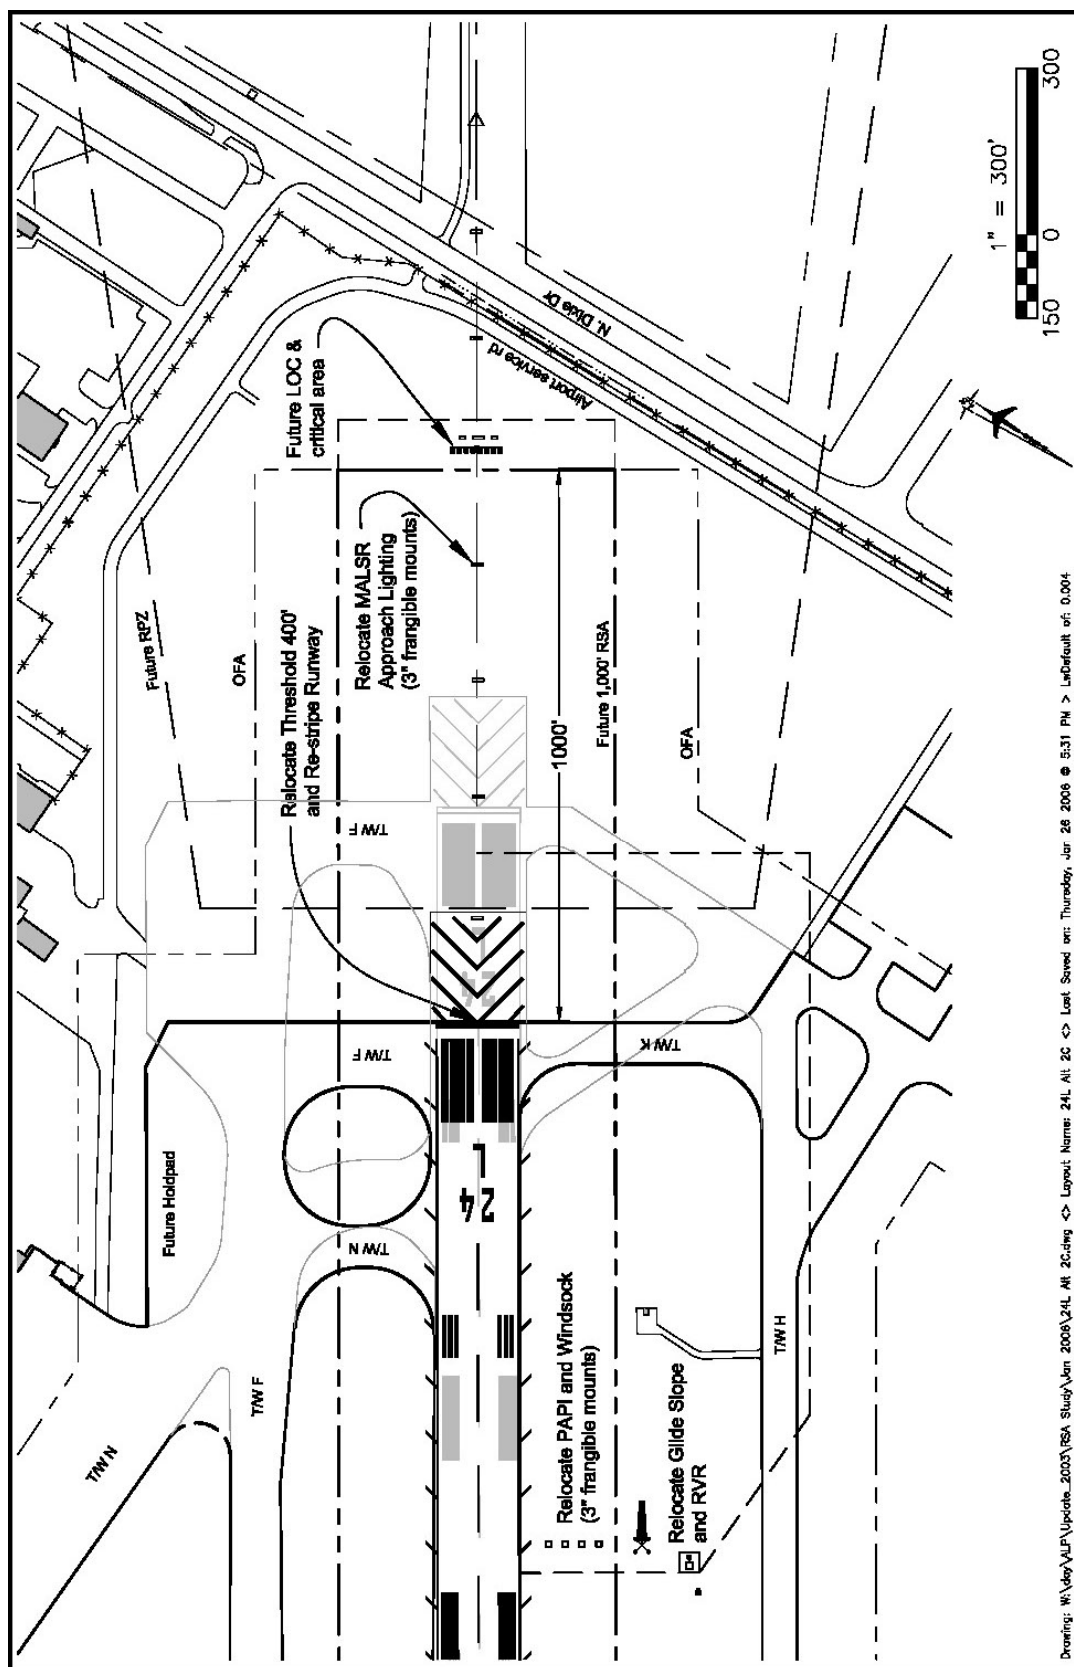 Future RPZ
OFA
Relocate Threshold 400'
and Re-stripe Runway
Relocate MALSR
Approach Lighting
(3" frangible mounts)
Future LOC &
critical area
T/W F
T/W F
Future Holdpad
T/W N
T/W F
T/W N
24
L
24
L
1000'
Future 1,000' RSA
OFA
T/W K
T/W H
Airport service rd
N. Dixie Dr
Relocate PAPI and Windsock
(3" frangible mounts)
Relocate Glide Slope
and RVR
1" = 300'
150 0 300
Drawing: W:\day\ALP\Update_2003\RSA Study\Jan 2006\24L Alt 2C.dwg <> Layout Name: 24L Alt 2C <> Last Saved on: Thursday, Jan 26 2006 @ 5:31 PM > LwDefault of: 0.004